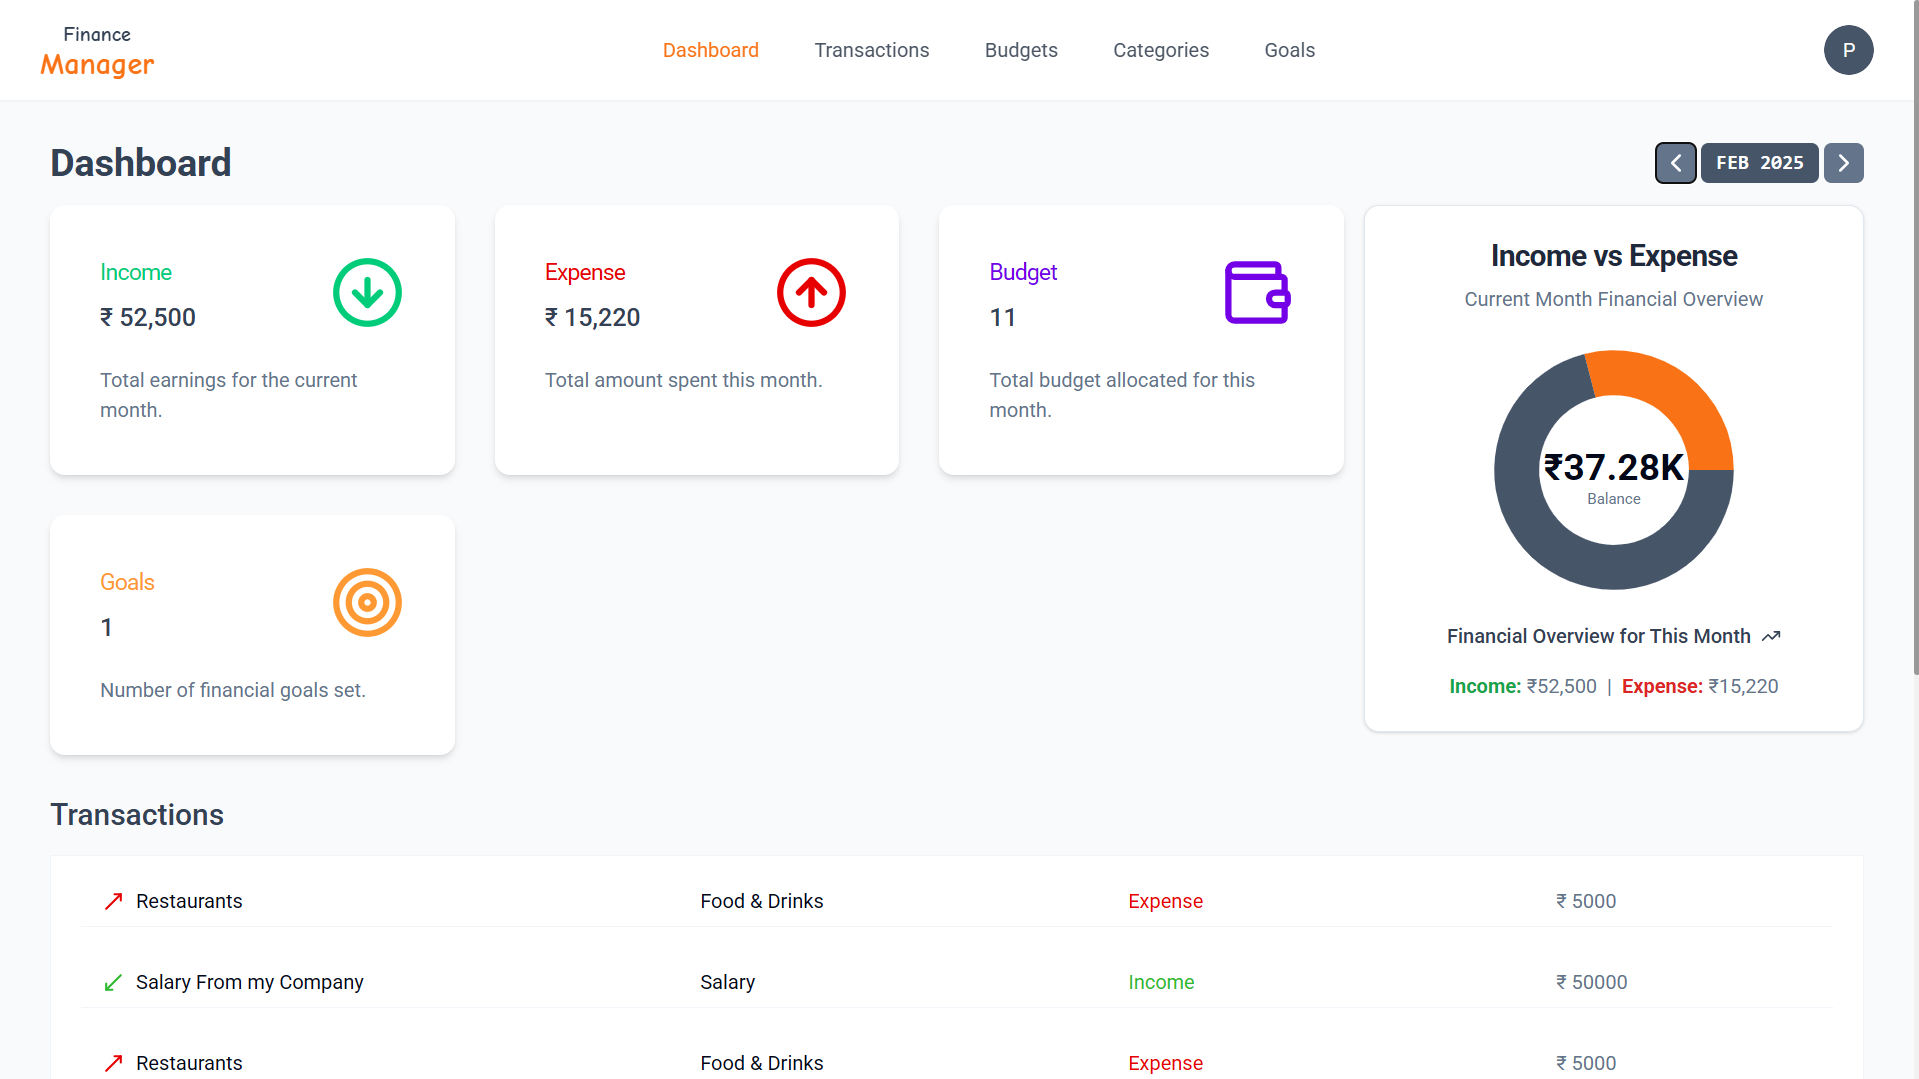 Finance
Manager
Dashboard
Transactions
Budgets
Categories
Goals
P
Dashboard
FEB 2025
Income
₹ 52,500
Total earnings for the current
month.
Expense
₹ 15,220
Total amount spent this month.
Budget
11
Total budget allocated for this
month.
Income vs Expense
Current Month Financial Overview
₹37.28K
Balance
Financial Overview for This Month
Income: ₹52,500 | Expense: ₹15,220
Goals
1
Number of financial goals set.
Transactions
Restaurants Food & Drinks Expense ₹ 5000
Salary From my Company Salary Income ₹ 50000
Restaurants Food & Drinks Expense ₹ 5000